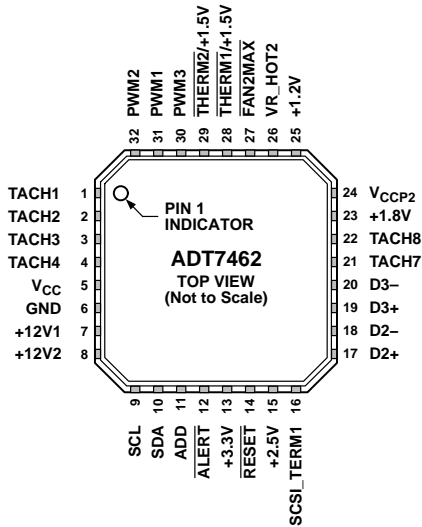 PWM2
PWM1
PWM3
THERM2/+1.5V
THERM1/+1.5V
FAN2MAX
VR_HOT2
+1.2V
32
31
30
29
28
27
26
25
TACH1 1
TACH2 2
TACH3 3
TACH4 4
VCC 5
GND 6
+12V1 7
+12V2 8
PIN 1
INDICATOR
ADT7462
TOP VIEW
(Not to Scale)
24 VCCP2
23 +1.8V
22 TACH8
21 TACH7
20 D3–
19 D3+
18 D2–
17 D2+
9
10
11
12
13
14
15
16
SCL
SDA
ADD
ALERT
+3.3V
RESET
+2.5V
SCSI_TERM1